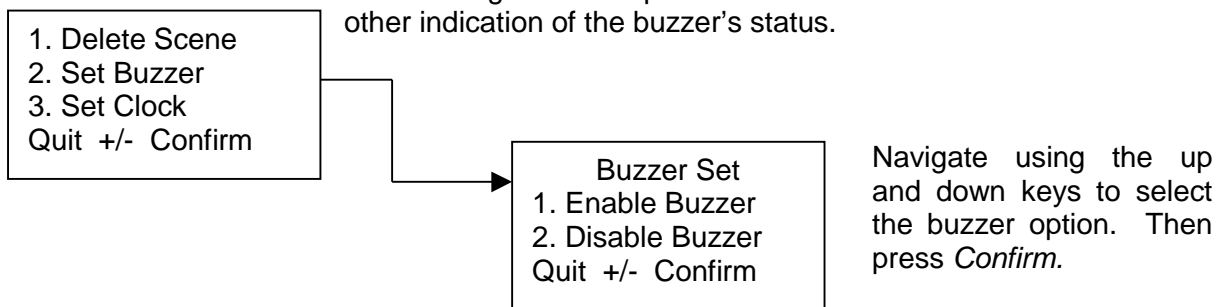 other indication of the buzzer's status.
1. Delete Scene
2. Set Buzzer
3. Set Clock
Quit +/- Confirm
Buzzer Set
1. Enable Buzzer
2. Disable Buzzer
Quit +/- Confirm
Navigate using the up
and down keys to select
the buzzer option. Then
press Confirm.